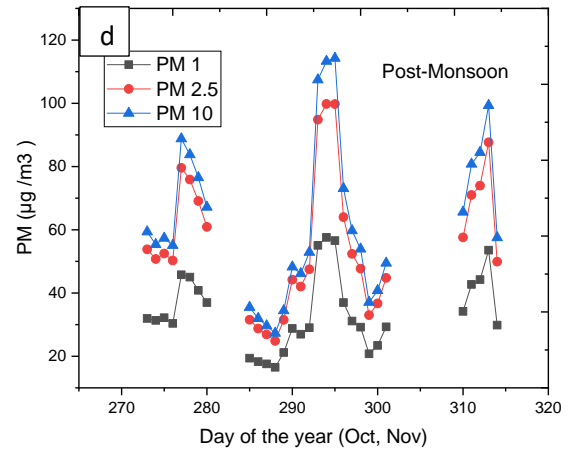 d
PM 1
PM 2.5
PM 10
Post-Monsoon
PM (µg /m3)
120
100
80
60
40
20
270 280 290 300 310 320
Day of the year (Oct, Nov)